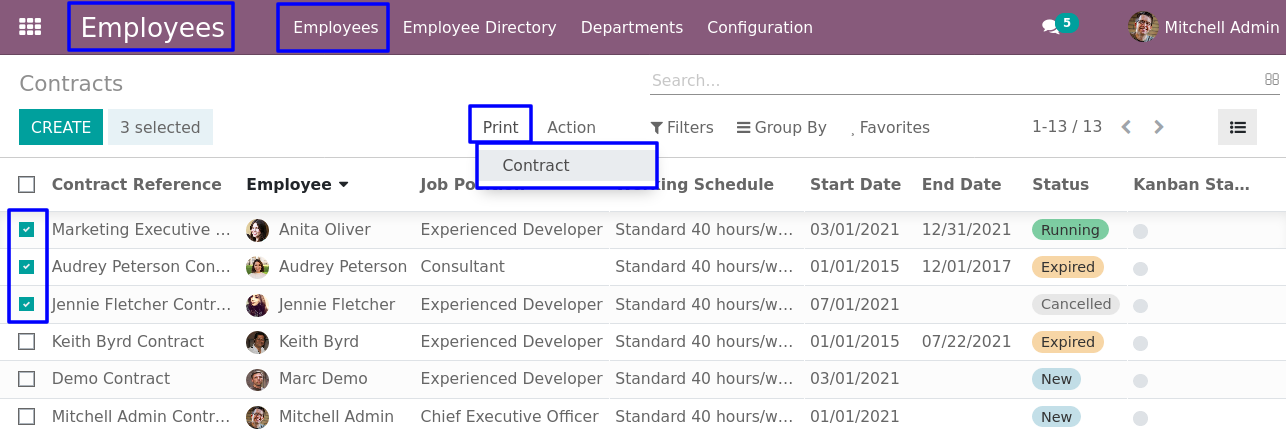 Employees Employees Employee Directory Departments Configuration 5 Mitchell Admin
Contracts Search...
CREATE 3 selected Print Action Filters Group By Favorites 1-13 / 13
Contract
Contract Reference Employee Job Schedule Start Date End Date Status Kanban Sta...
Marketing Executive ... Anita Oliver Experienced Developer Standard 40 hours/w... 03/01/2021 12/31/2021 Running
Audrey Peterson Con... Audrey Peterson Consultant Standard 40 hours/w... 01/01/2015 12/01/2017 Expired
Jennie Fletcher Contr... Jennie Fletcher Experienced Developer Standard 40 hours/w... 07/01/2021 Cancelled
Keith Byrd Contract Keith Byrd Experienced Developer Standard 40 hours/w... 01/01/2015 07/22/2021 Expired
Demo Contract Marc Demo Experienced Developer Standard 40 hours/w... 03/01/2021 New
Mitchell Admin Contr... Mitchell Admin Chief Executive Officer Standard 40 hours/w... 01/01/2021 New